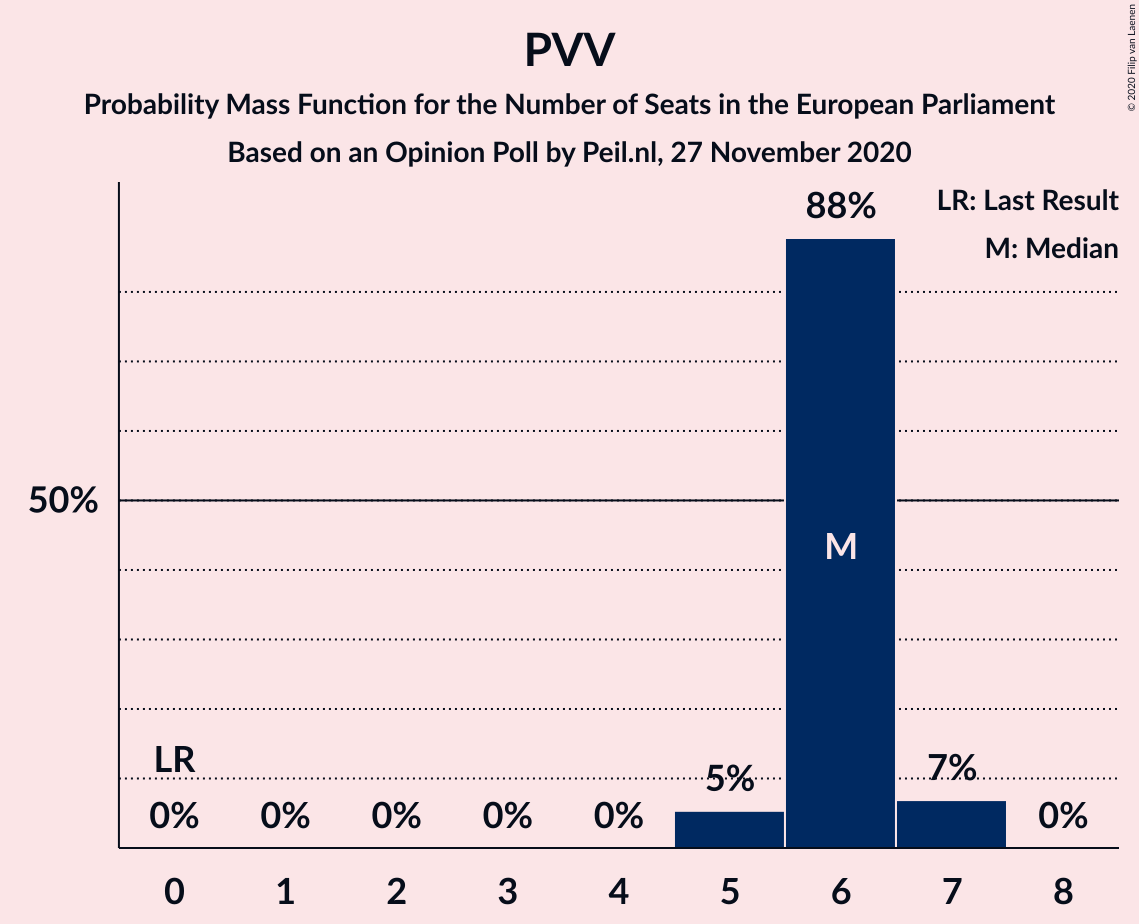 PVV
Probability Mass Function for the Number of Seats in the European Parliament
Based on an Opinion Poll by Peil.nl, 27 November 2020
© 2020 Filip van Laenen
LR: Last Result
M: Median
88%
50%
M
LR
5%
7%
0%
0%
0%
0%
0%
0%
0
1
2
3
4
5
6
7
8